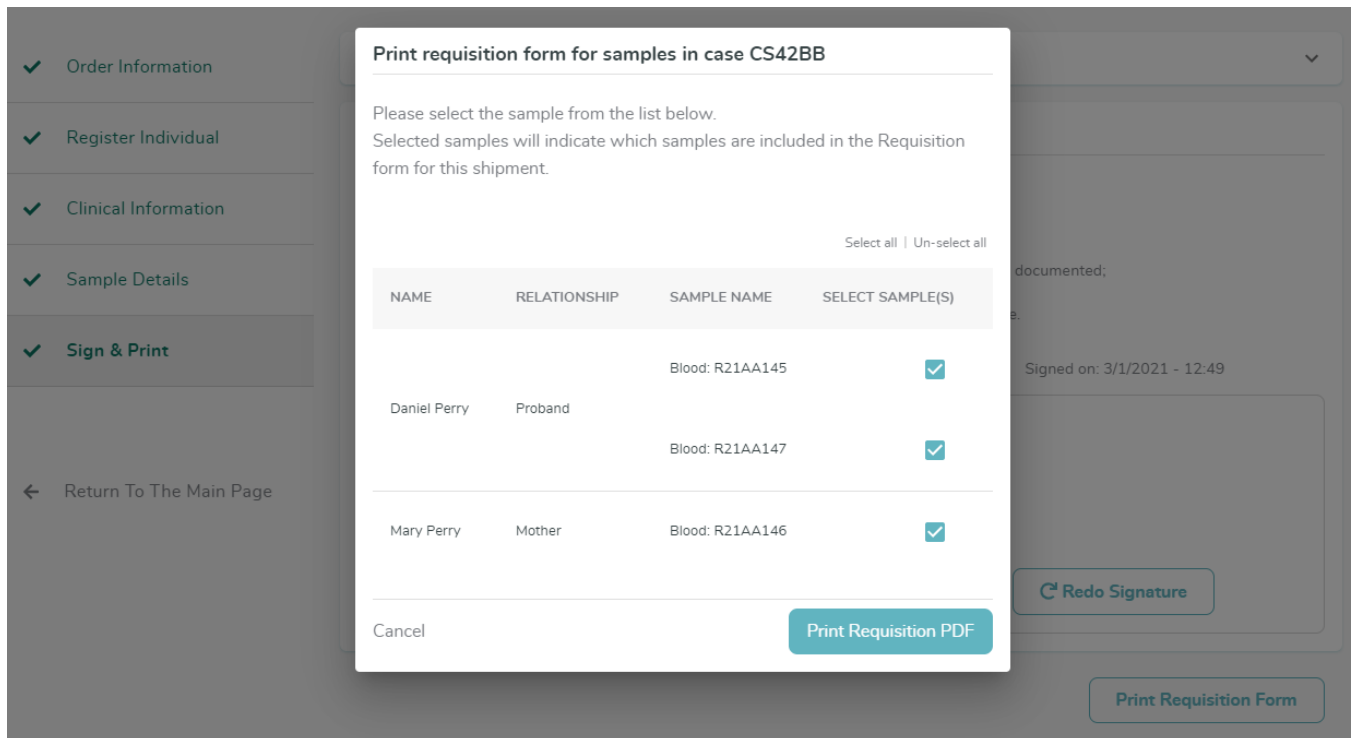 Order Information
Register Individual
Clinical Information
Sample Details
Sign & Print
Return To The Main Page
Print requisition form for samples in case CS42BB
Please select the sample from the list below.
Selected samples will indicate which samples are included in the Requisition
form for this shipment.
Select all | Un-select all
NAME RELATIONSHIP SAMPLE NAME SELECT SAMPLE(S)
Blood: R21AA145
Daniel Perry Proband
Blood: R21AA147
Mary Perry Mother Blood: R21AA146
Cancel Print Requisition PDF
documented;
e.
Signed on: 3/1/2021 - 12:49
Redo Signature
Print Requisition Form